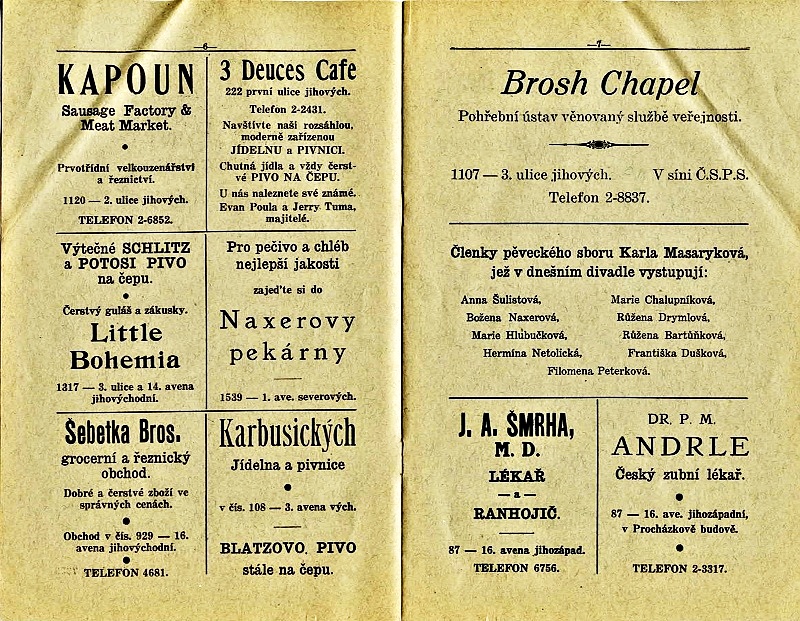 —6—
KAPOUN
Sausage Factory &
Meat Market.
Prvotřídní velkouzenářství
a řeznictví.
1120 — 2. ulice jihových.
TELEFON 2-6852.
3 Deuces Cafe
222 první ulice jihových.
Telefon 2-2431.
Navštivte naši rozsáhlou,
moderně zařízenou
JÍDELNU a PIVNICI.
Chutná jídla a vždy čerst-
vé PIVO NA ČEPU.
U nás naleznete své známé.
Evan Poula a Jerry Tuma,
majitelé.
Výtečné SCHLITZ
a POTOSI PIVO
na čepu.
Čerstvý guláš a zákusky.
Little
Bohemia
1317 — 3. ulice a 14. avena
jihovýchodní.
Pro pečivo a chléb
nejlepší jakosti
zajeďte si do
Naxerovy
pekárny
1539 — 1. ave. severových.
Šebetka Bros.
grocerní a řeznický
obchod.
Dobré a čerstvé zboží ve
správných cenách.
Obchod v čís. 929 — 16.
avena jihovýchodní.
TELEFON 4681.
Karbusických
Jídelna a pivnice
v čís. 108 — 3. avena vých.
BLATZOVO PIVO
stále na čepu.
—7—
Brosh Chapel
Pohřební ústav věnovaný službě veřejnosti.
1107 — 3. ulice jihových. V síni Č.S.P.S.
Telefon 2-8837.
Členky pěveckého sboru Karla Masaryková,
jež v dnešním divadle vystupují:
Anna Šulistová, Marie Chalupníková,
Božena Naxerová, Růžena Drymlová,
Marie Hlubučková, Růžena Bartůňková,
Hermína Netolická, Františka Dušková,
Filomena Peterková.
J. A. ŠMRHA,
M. D.
LÉKAŘ
— a —
RANHOJIČ.
87 — 16. avena jihozápad.
TELEFON 6756.
DR. P. M.
ANDRLE
Český zubní lékař.
87 — 16. ave. jihozápadní,
v Procházkově budově.
TELEFON 2-3317.